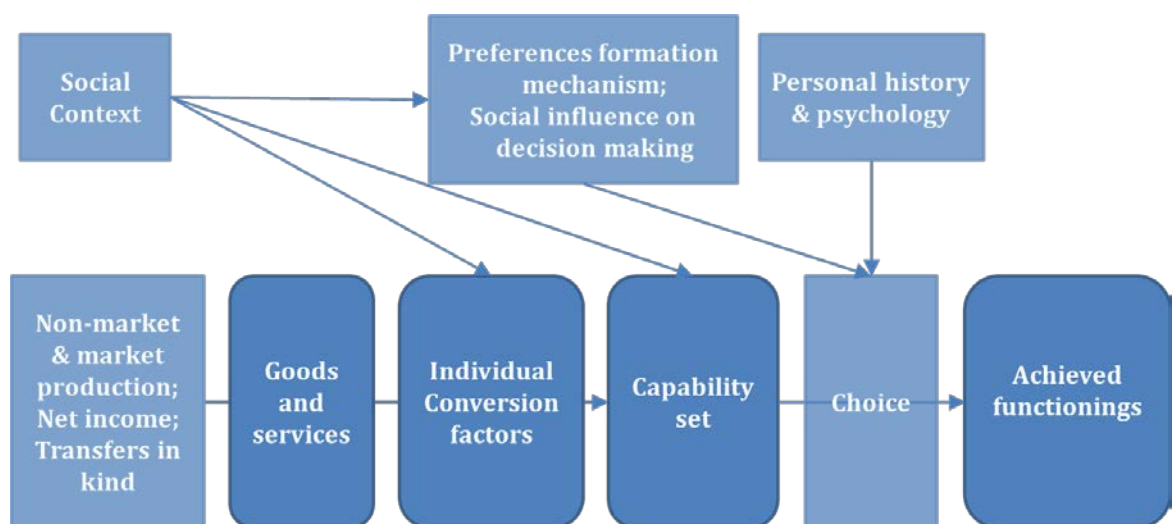 Social
Context
Preferences formation
mechanism;
Social influence on
decision making
Personal history
& psychology
Non-market
& market
production;
Net income;
Transfers in
kind
Goods
and
services
Individual
Conversion
factors
Capability
set
Choice
Achieved
functionings